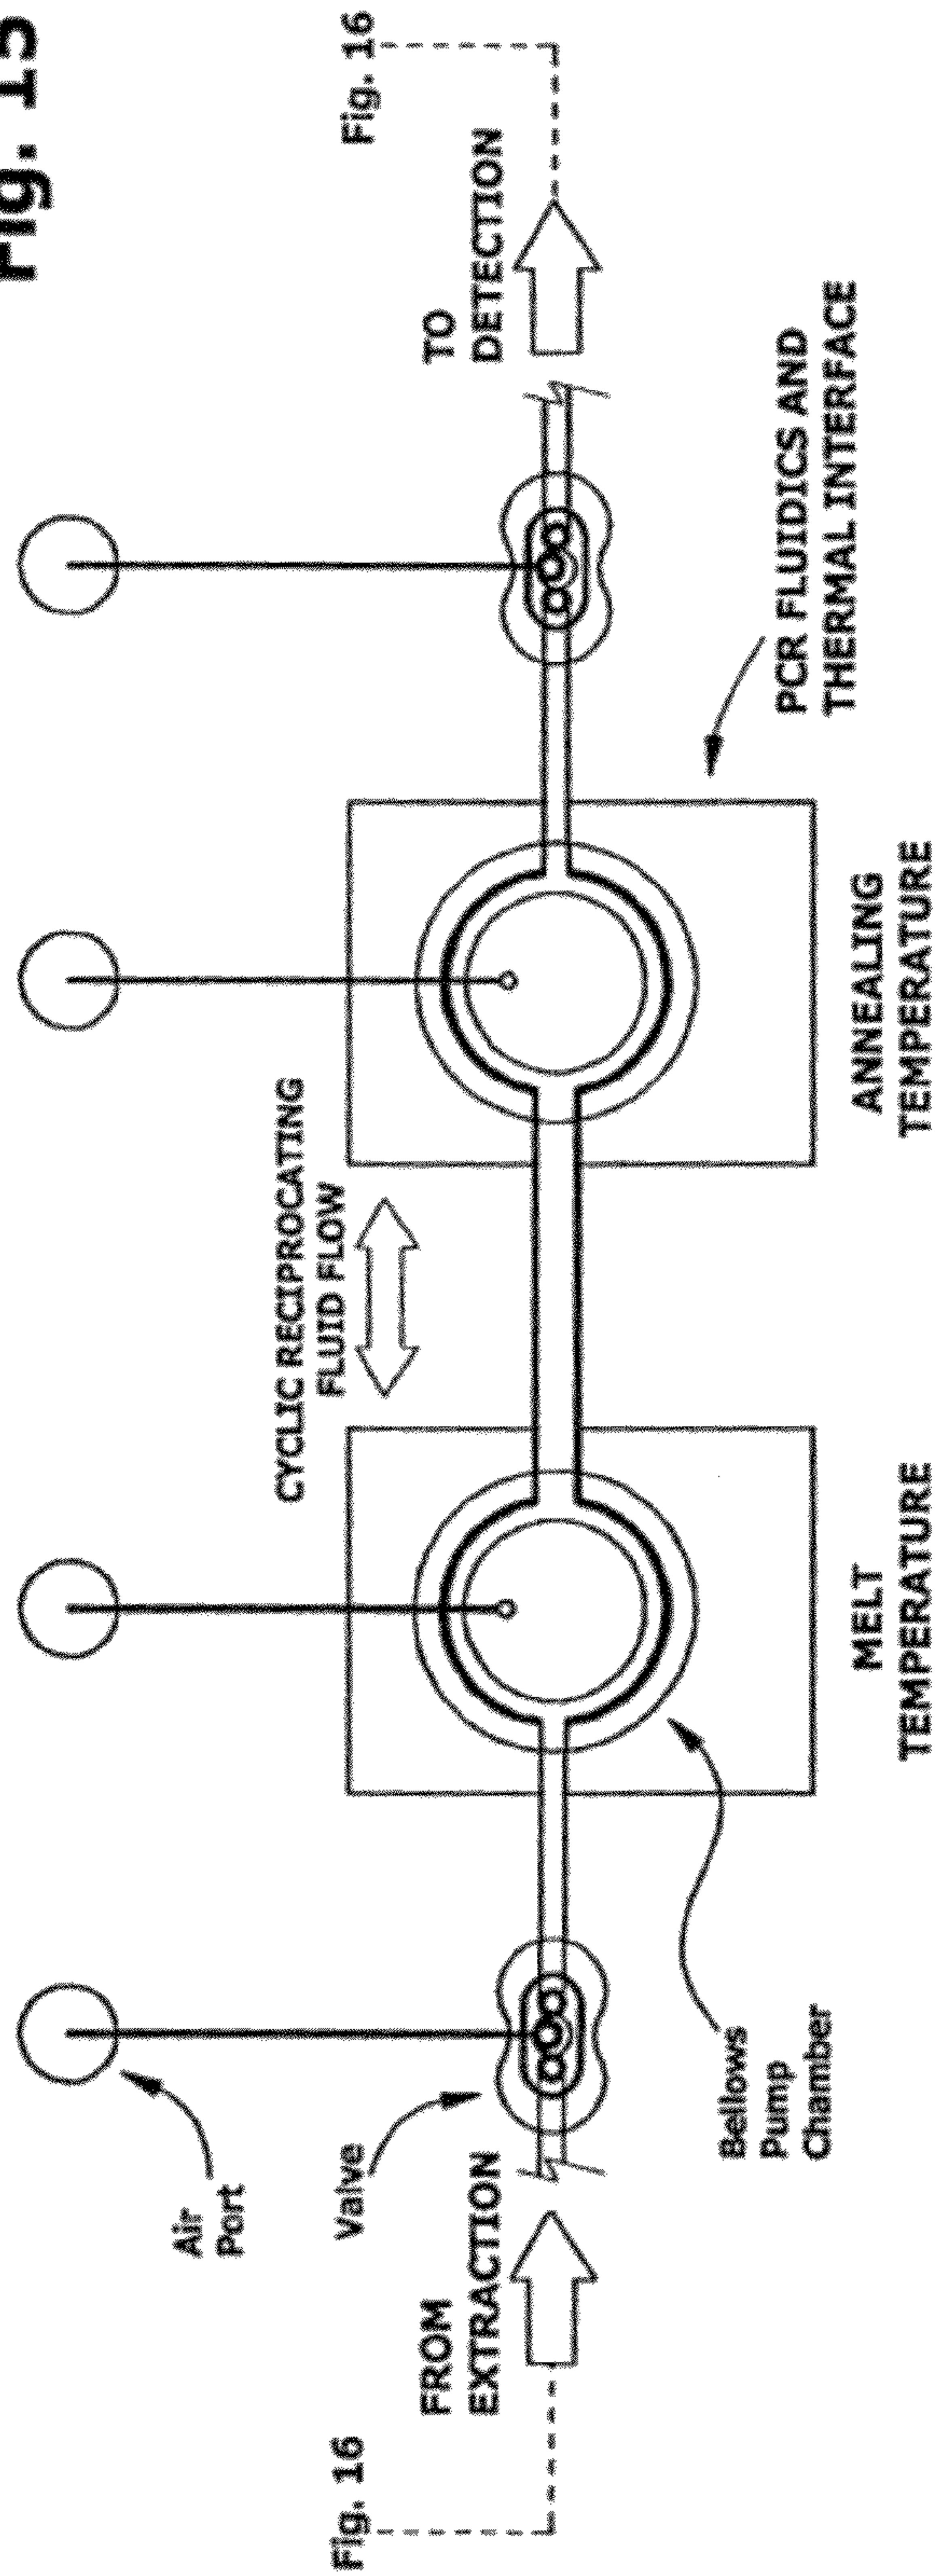 Fig. 15
Fig. 16
TO
DETECTION
PCR FLUIDICS AND
THERMAL INTERFACE
CYCLIC RECIPROCATING
FLUID FLOW
ANNEALING
TEMPERATURE
MELT
TEMPERATURE
Air
Port
Valve
Bellows
Pump
Chamber
FROM
EXTRACTION
Fig. 16